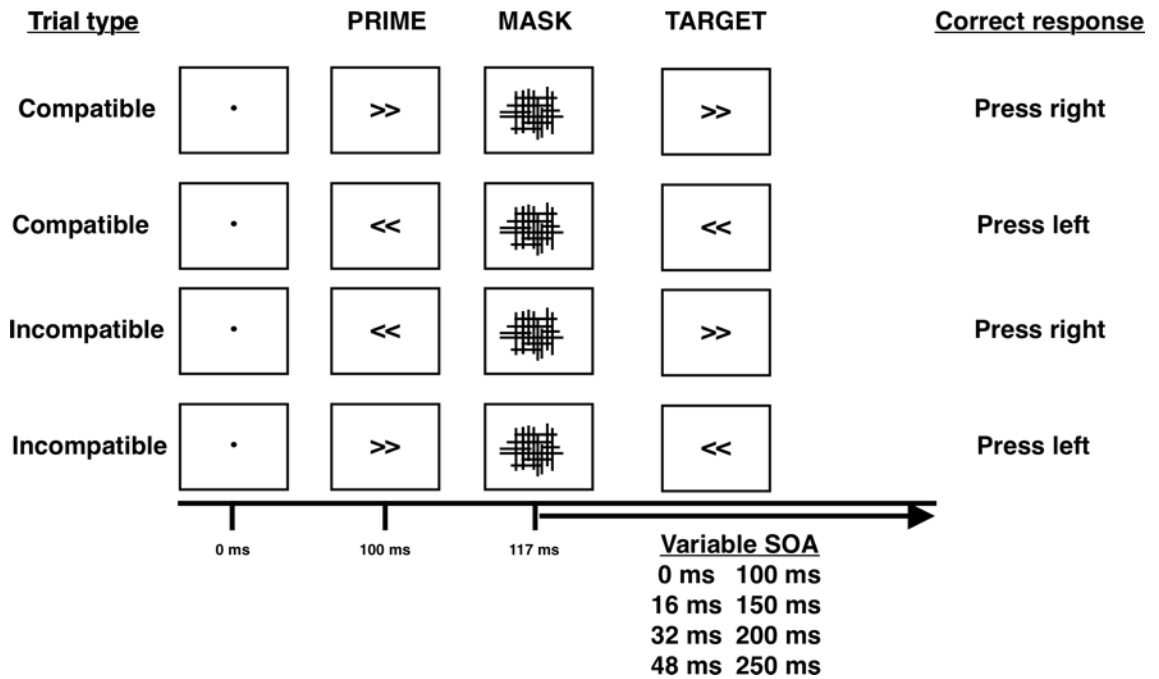 Trial type PRIME MASK TARGET Correct response
Compatible • >> >> Press right
Compatible • << << Press left
Incompatible • << >> Press right
Incompatible • >> << Press left
0 ms 100 ms 117 ms
Variable SOA
0 ms 100 ms
16 ms 150 ms
32 ms 200 ms
48 ms 250 ms